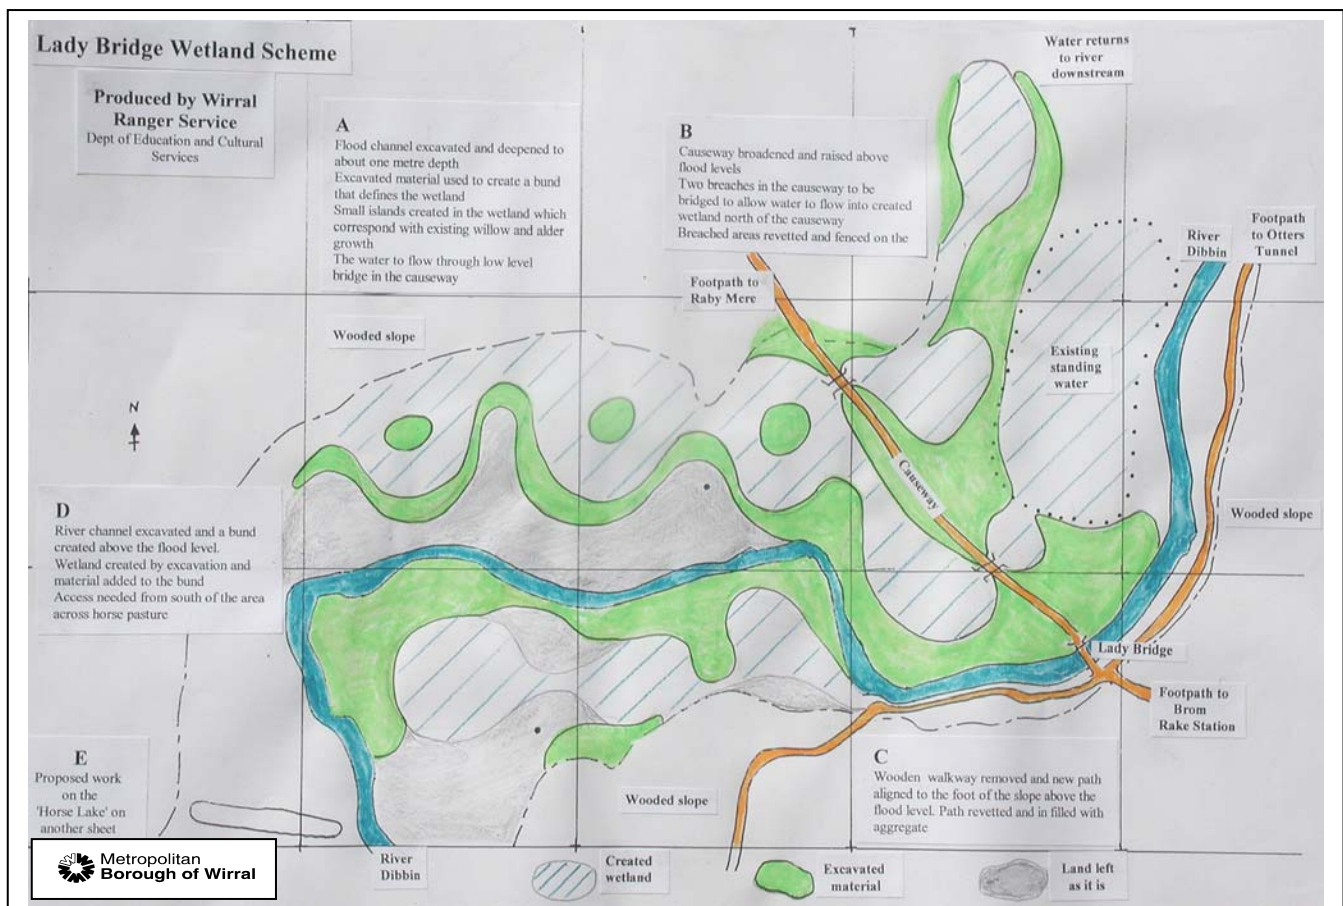 Lady Bridge Wetland Scheme
Produced by Wirral
Ranger Service
Dept of Education and Cultural
Services
A
Flood channel excavated and deepened to
about one metre depth
Excavated material used to create a bund
that defines the wetland
Small islands created in the wetland which
correspond with existing willow and alder
growth
The water to flow through low level
bridge in the causeway
B
Causeway broadened and raised above
flood levels
Two breaches in the causeway to be
bridged to allow water to flow into created
wetland north of the causeway
Breached areas revetted and fenced on the
Water returns
to river
downstream
River
Dibbin
Footpath
to Otters
Tunnel
Footpath to
Raby Mere
Wooded slope
Existing
standing
water
N
Causeway
Wooded slope
D
River channel excavated and a bund
created above the flood level.
Wetland created by excavation and
material added to the bund
Access needed from south of the area
across horse pasture
Lady Bridge
Footpath to
Brom
Rake Station
E
Proposed work
on the
'Horse Lake' on
another sheet
Wooded slope
C
Wooden walkway removed and new path
aligned to the foot of the slope above the
flood level. Path revetted and in filled with
aggregate
Metropolitan
Borough of Wirral
River
Dibbin
Created
wetland
Excavated
material
Land left
as it is